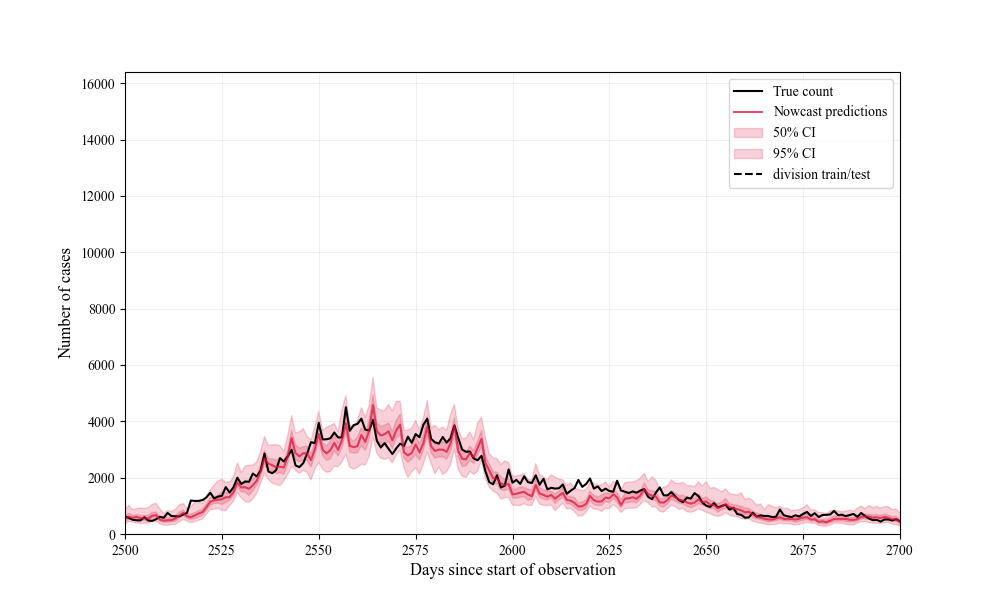 16000
14000
12000
10000
8000
6000
4000
2000
0
Number of cases
True count
Nowcast predictions
50% CI
95% CI
division train/test
2500 2525 2550 2575 2600 2625 2650 2675 2700
Days since start of observation